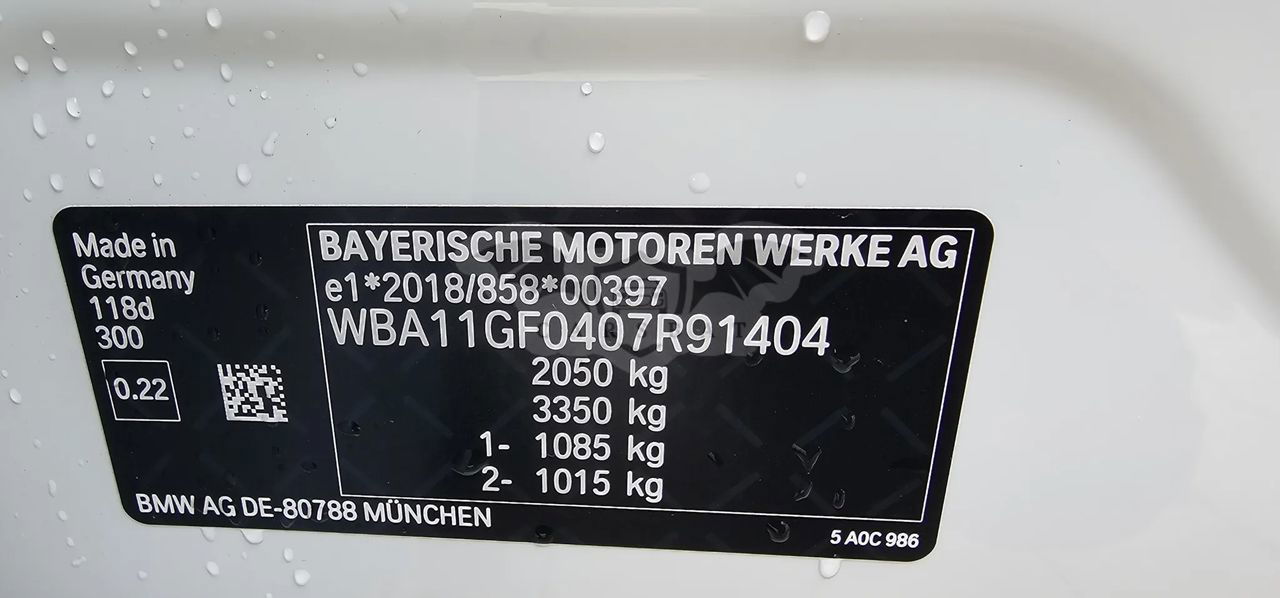 Made in
Germany
118d
300
0.22
BAYERISCHE MOTOREN WERKE AG
e1*2018/858*00397
WBA11GF0407R91404
2050 kg
3350 kg
1- 1085 kg
2- 1015 kg
BMW AG DE-80788 MÜNCHEN
5 A0C 986